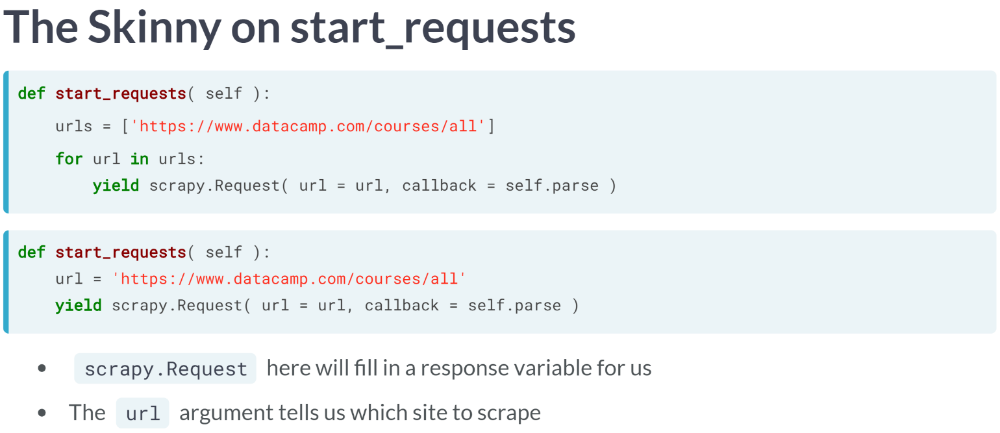 The Skinny on start_requests
def start_requests( self ):
    urls = ['https://www.datacamp.com/courses/all']
    for url in urls:
        yield scrapy.Request( url = url, callback = self.parse )
def start_requests( self ):
    url = 'https://www.datacamp.com/courses/all'
    yield scrapy.Request( url = url, callback = self.parse )
• scrapy.Request here will fill in a response variable for us
• The url argument tells us which site to scrape